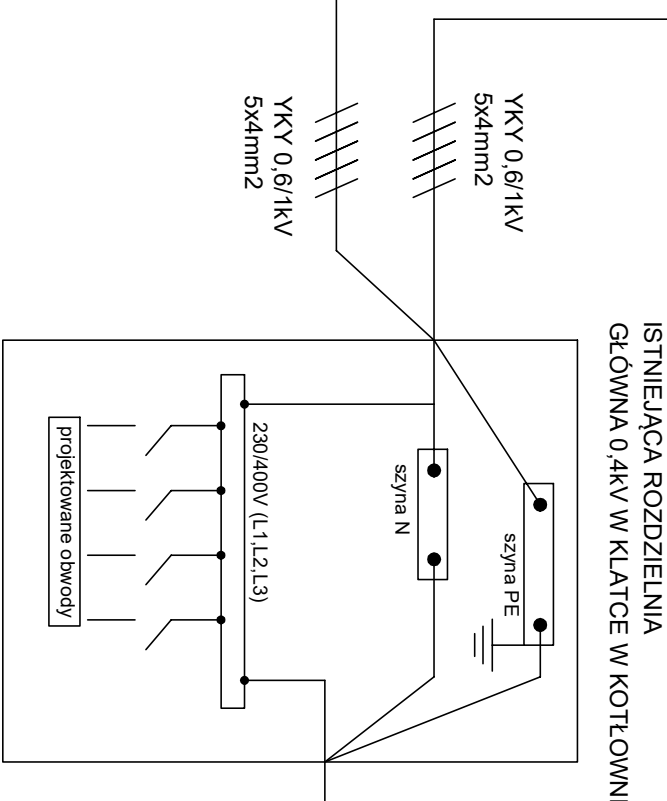 ISTNIEJĄCA ROZDZIELNIA
GŁÓWNA 0,4kV W KLATCE W KOTŁOWNI
YKY 0,6/1kV
5x4mm2
YKY 0,6/1kV
5x4mm2
szyna PE
szyna N
230/400V (L1,L2,L3)
projektowane obwody